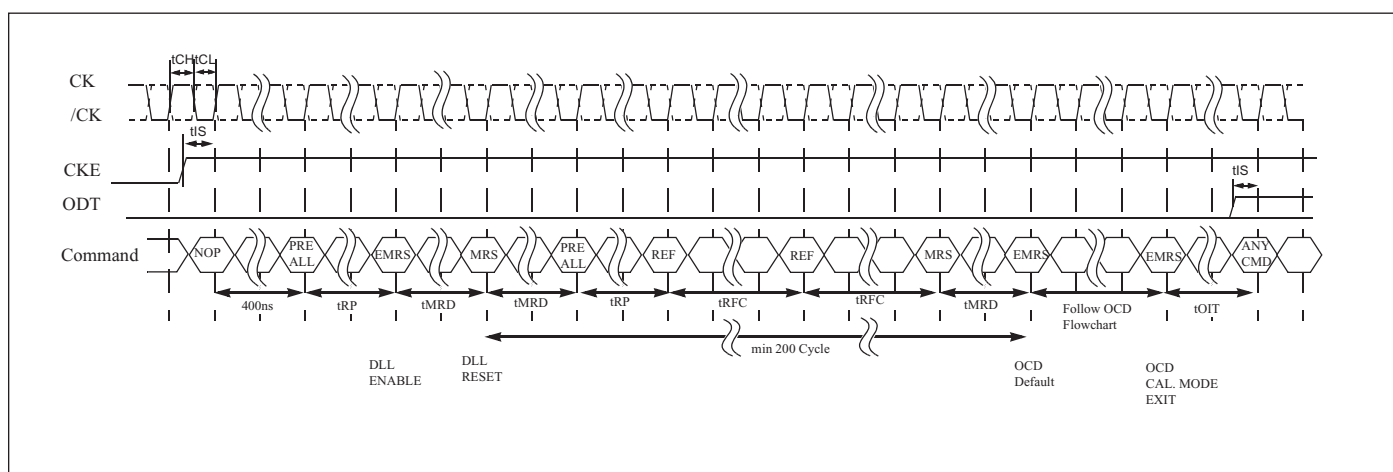 tCH tCL
CK
/CK
tIS
CKE
tIS
ODT
Command NOP PRE ALL EMRS MRS PRE ALL REF REF MRS EMRS EMRS ANY CMD
400ns tRP tMRD tMRD tRP tRFC tRFC tMRD Follow OCD Flowchart tOIT
min 200 Cycle
DLL ENABLE
DLL RESET
OCD Default
OCD CAL. MODE EXIT